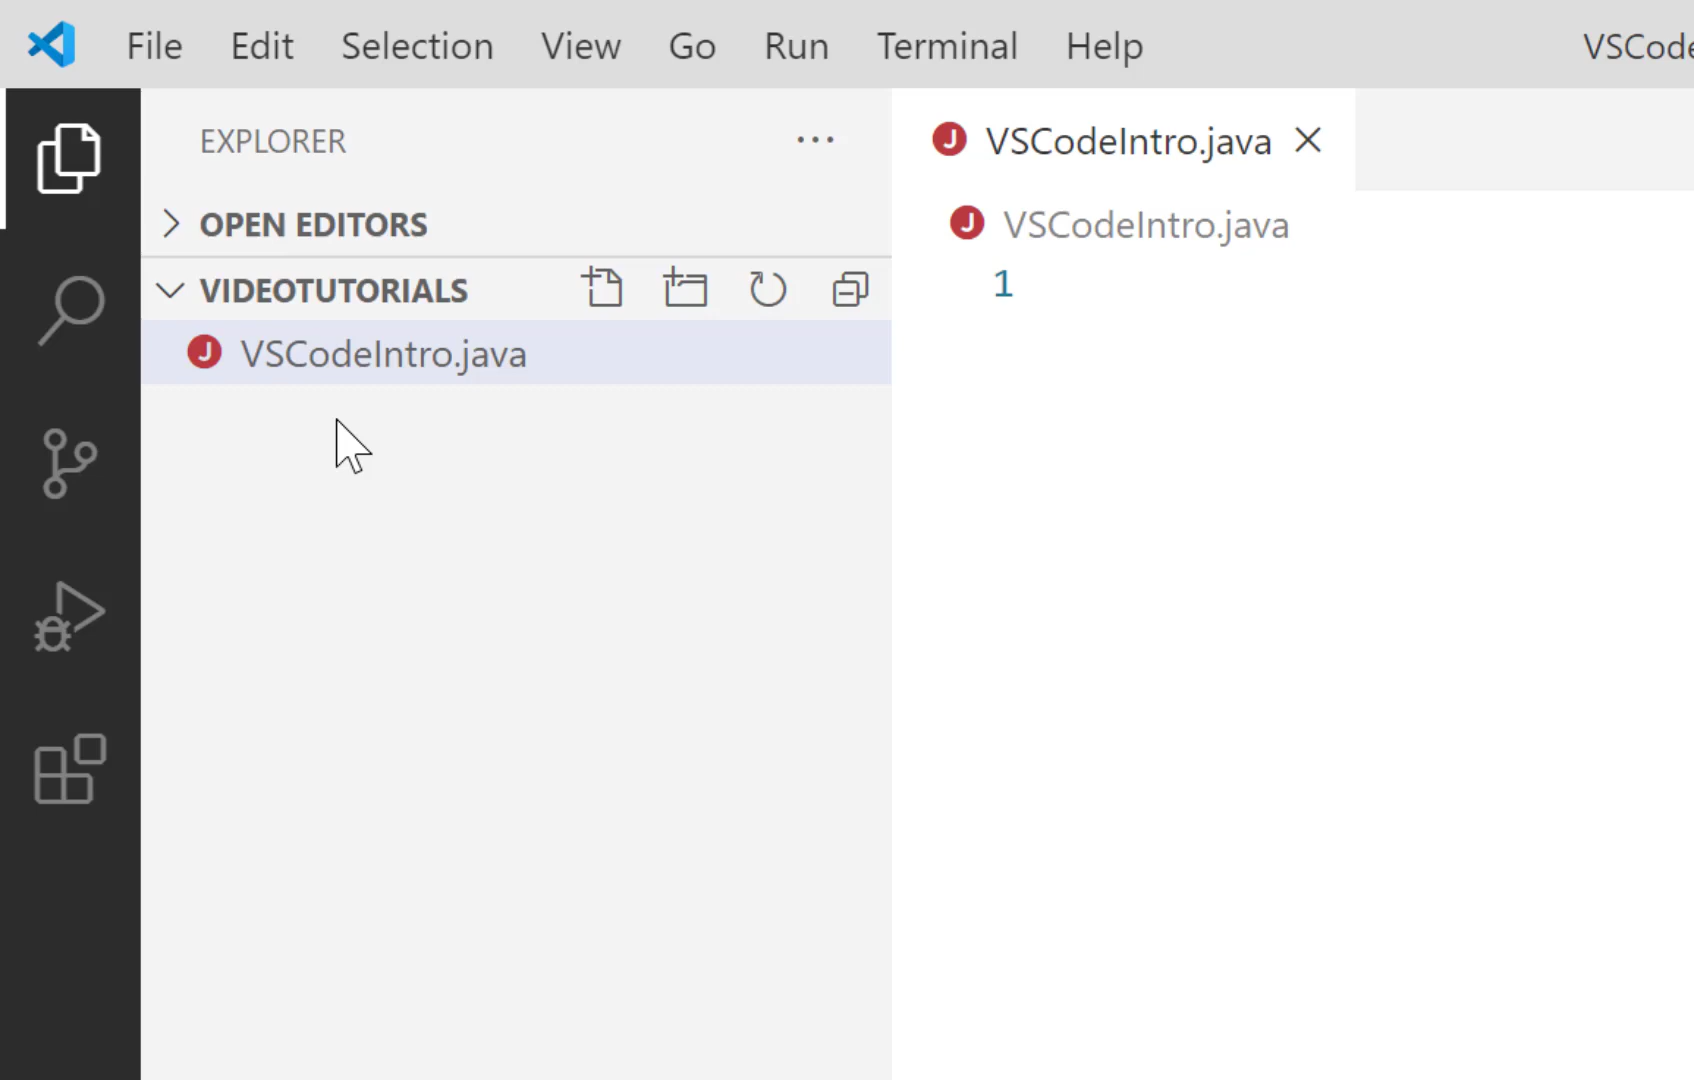 File Edit Selection View Go Run Terminal Help VSCode
EXPLORER
OPEN EDITORS
VIDEOTUTORIALS
J VSCodeIntro.java
J VSCodeIntro.java
J VSCodeIntro.java
1